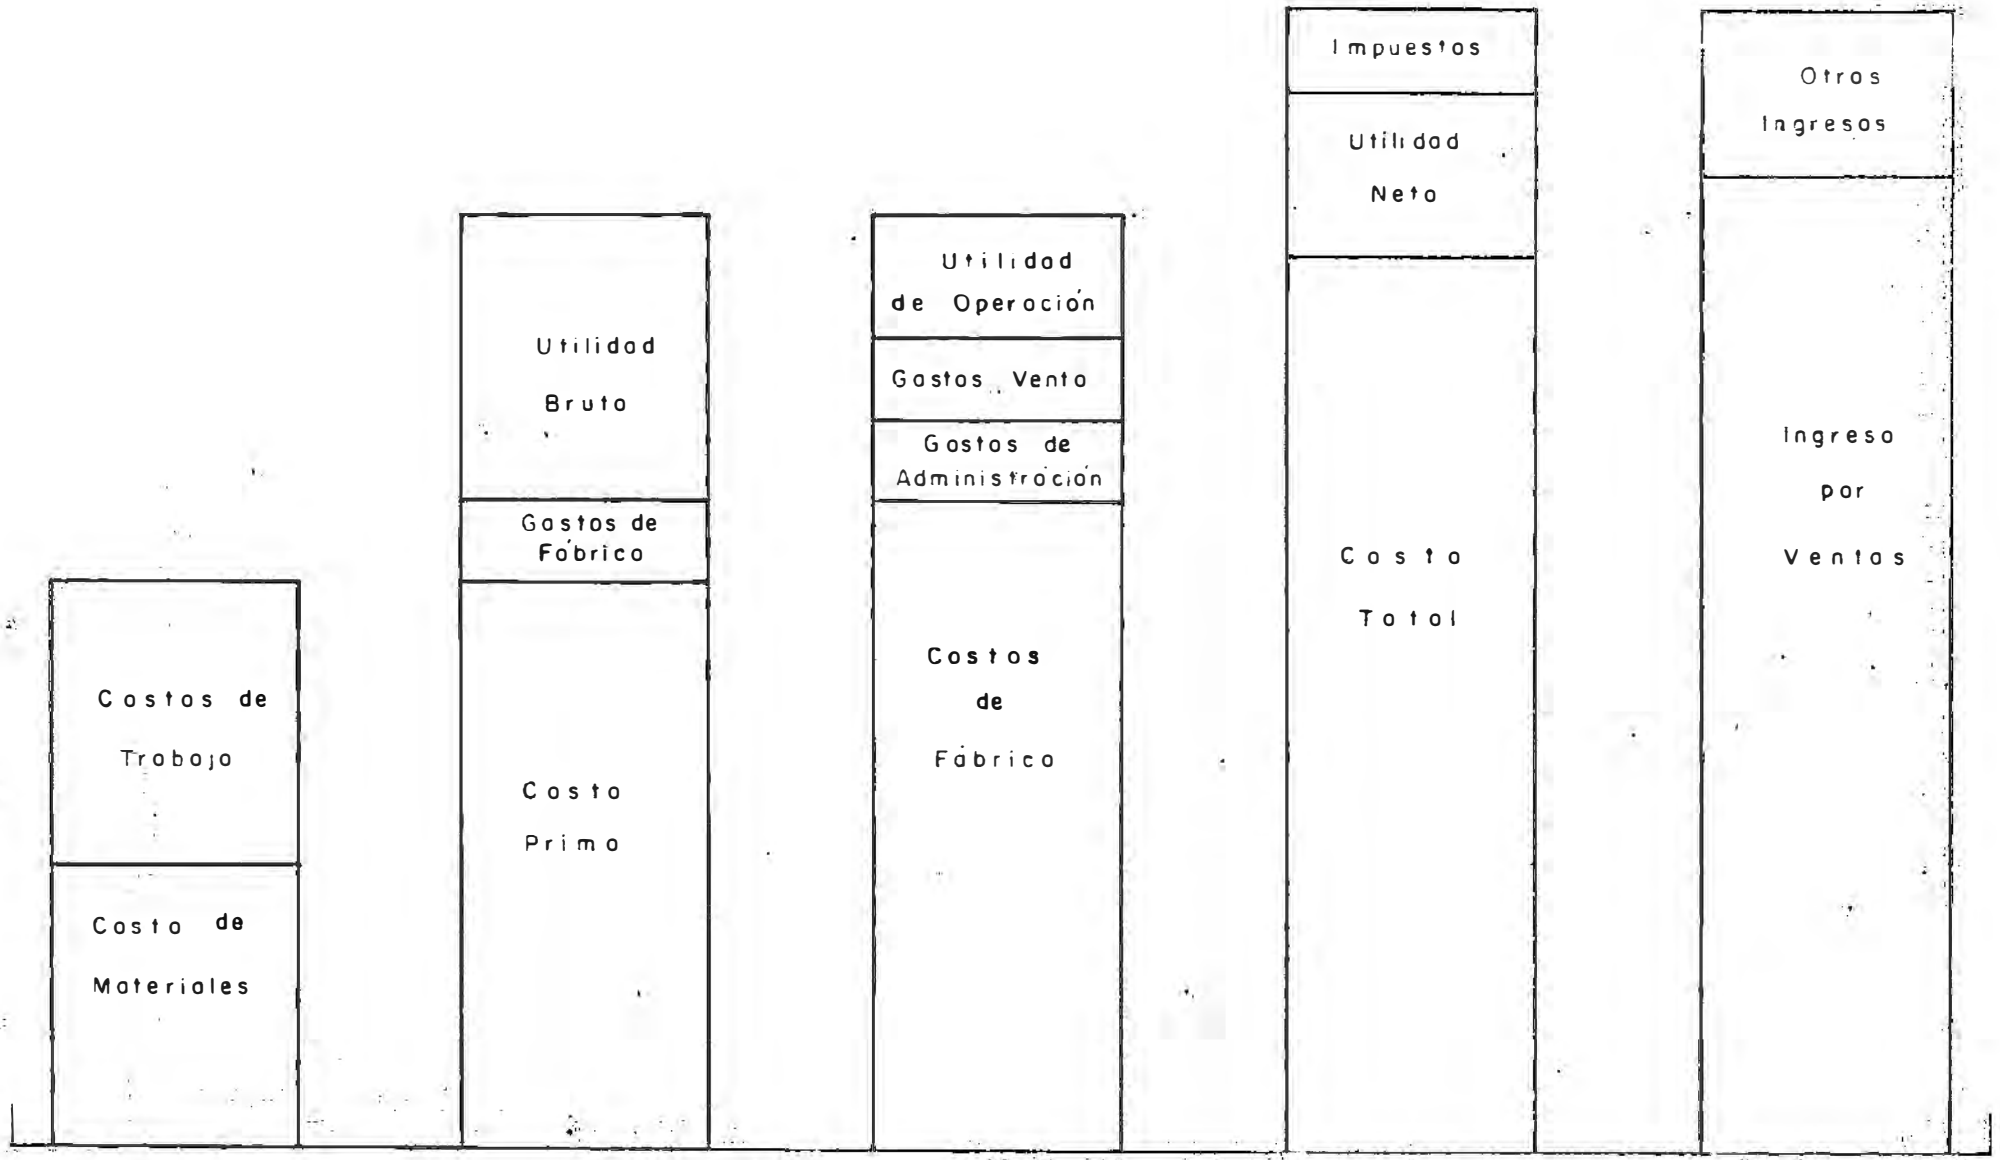 Costos de
Trabajo
Costo de
Materiales
Utilidad
Bruta
Gastos de
Fábrica
Costo
Primo
Utilidad
de Operación
Gastos Venta
Gastos de
Administración
Costos
de
Fábrica
Impuestos
Utilidad
Neta
Costo
Total
Otros
Ingresos
Ingreso
por
Ventas